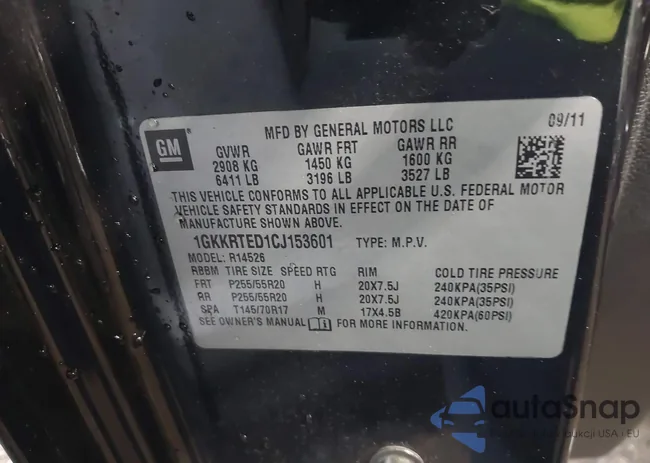 MFD BY GENERAL MOTORS LLC 09/11
GM
GVWR GAWR FRT GAWR RR
2908 KG 1450 KG 1600 KG
6411 LB 3196 LB 3527 LB
THIS VEHICLE CONFORMS TO ALL APPLICABLE U.S. FEDERAL MOTOR
VEHICLE SAFETY STANDARDS IN EFFECT ON THE DATE OF
MANUFACTURE SHOWN ABOVE.
1GKKRTED1CJ153601 TYPE: M.P.V.
MODEL: R14526
RBBM TIRE SIZE SPEED RTG RIM COLD TIRE PRESSURE
FRT P255/55R20 H 20X7.5J 240KPA(35PSI)
RR P255/55R20 H 20X7.5J 240KPA(35PSI)
SPA T145/70R17 M 17X4.5B 420KPA(60PSI)
SEE OWNER'S MANUAL FOR MORE INFORMATION.
autoSnap
aukcji USA i EU